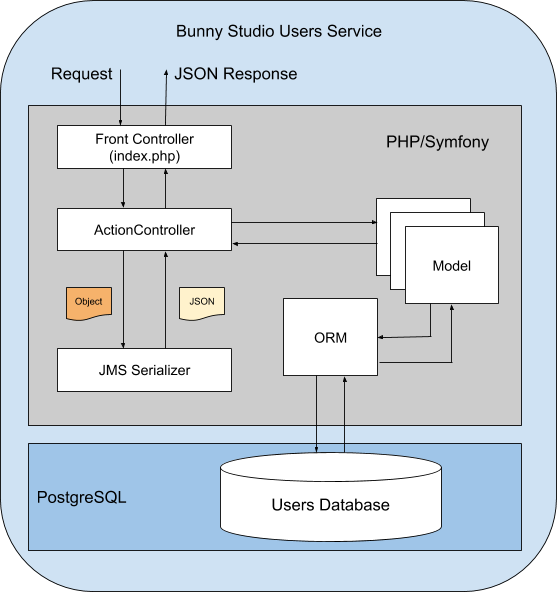 Bunny Studio Users Service
Request
JSON Response
Front Controller
(index.php)
PHP/Symfony
ActionController
Model
Object
JSON
ORM
JMS Serializer
PostgreSQL
Users Database